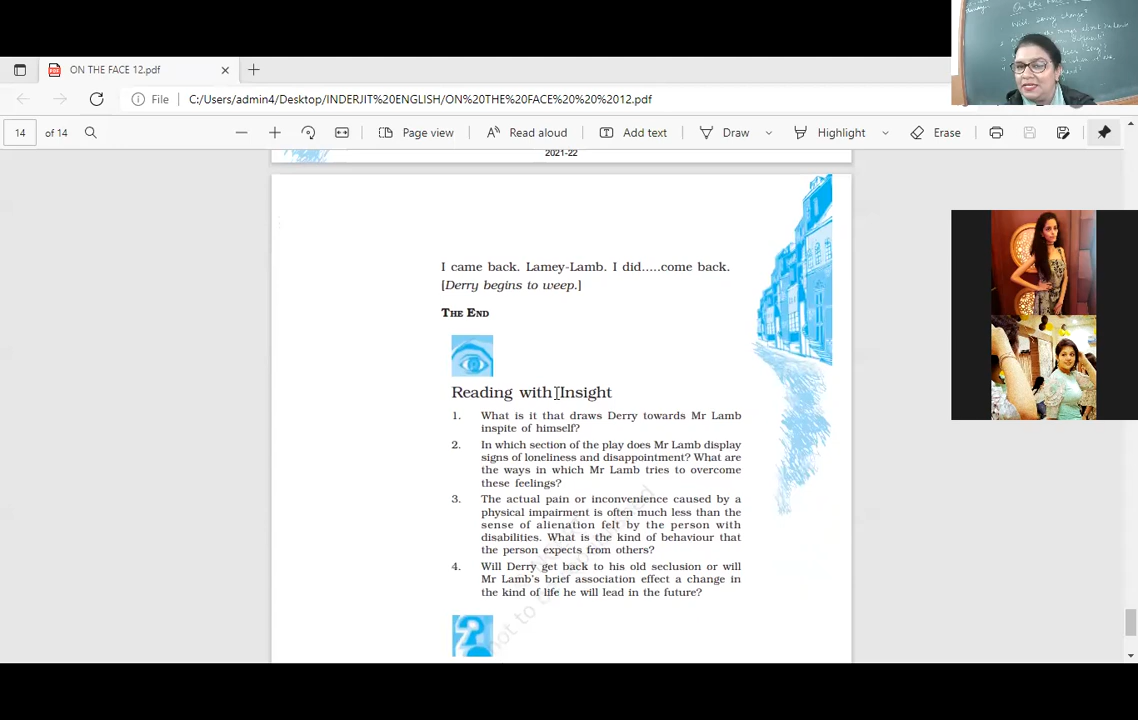 ON THE FACE 12.pdf
File C:/Users/admin4/Desktop/INDERJIT%20ENGLISH/ON%20THE%20FACE%20%20%2012.pdf
14 of 14 Page view Read aloud Add text Draw Highlight Erase
2021-22
I came back. Lamey-Lamb. I did.....come back.
[Derry begins to weep.]
THE END
Reading with Insight
1. What is it that draws Derry towards Mr Lamb
inspite of himself?
2. In which section of the play does Mr Lamb display
signs of loneliness and disappointment? What are
the ways in which Mr Lamb tries to overcome
these feelings?
3. The actual pain or inconvenience caused by a
physical impairment is often much less than the
sense of alienation felt by the person with
disabilities. What is the kind of behaviour that
the person expects from others?
4. Will Derry get back to his old seclusion or will
Mr Lamb's brief association effect a change in
the kind of life he will lead in the future?
not to